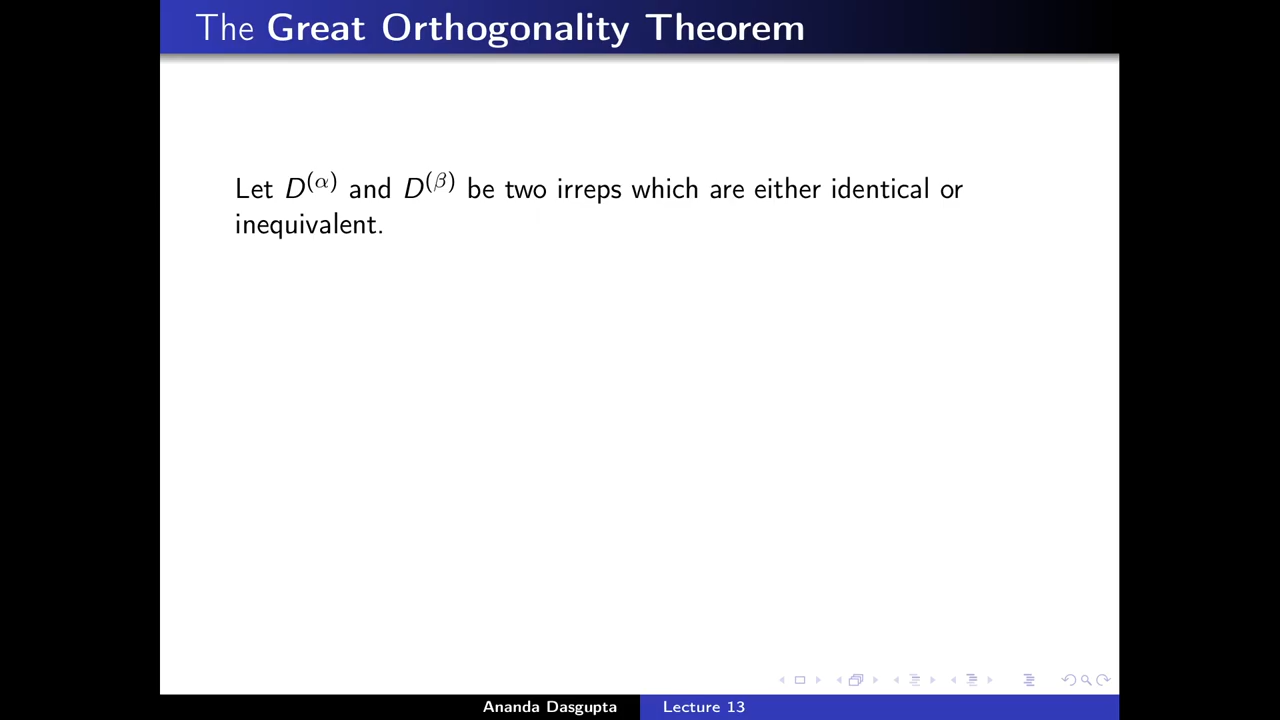 The Great Orthogonality Theorem
Let D^(α) and D^(β) be two irreps which are either identical or
inequivalent.
Ananda Dasgupta
Lecture 13